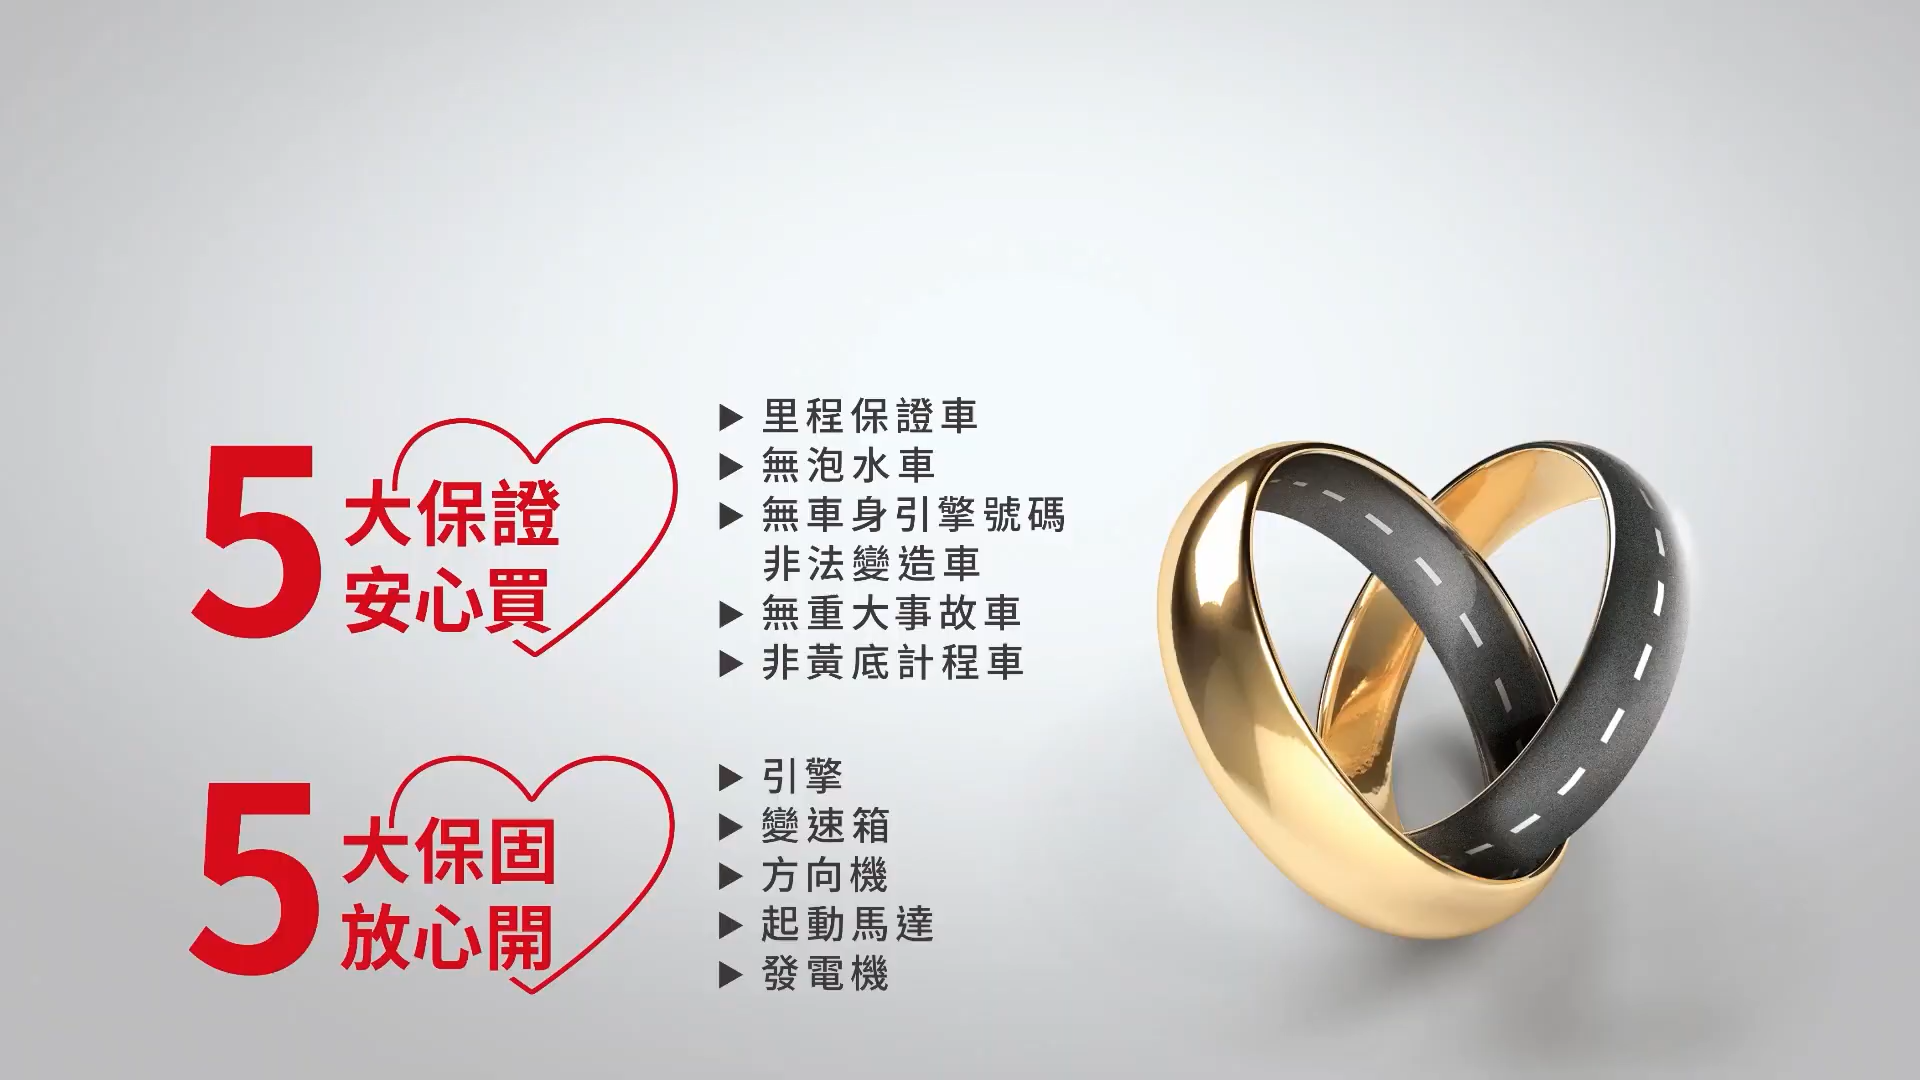 5大保證
安心買
▶ 里程保證車
▶ 無泡水車
▶ 無車身引擎號碼
非法變造車
▶ 無重大事故車
▶ 非黃底計程車
5大保固
放心開
▶ 引擎
▶ 變速箱
▶ 方向機
▶ 起動馬達
▶ 發電機